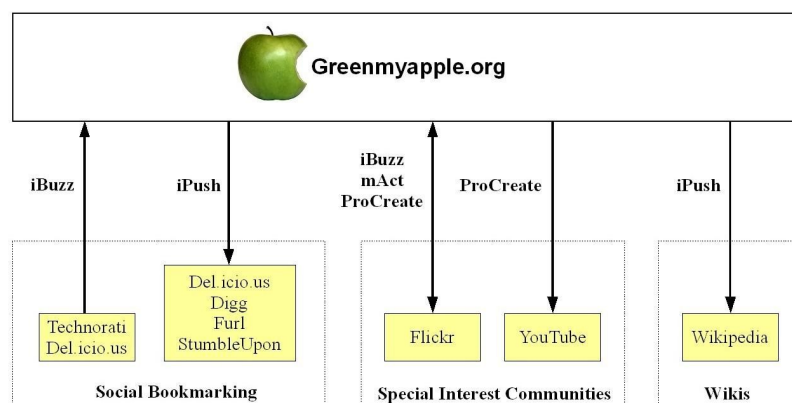 Greenmyapple.org
iBuzz
iPush
iBuzz
mAct
ProCreate
ProCreate
iPush
Technorati
Del.icio.us
Del.icio.us
Digg
Furl
StumbleUpon
Flickr
YouTube
Wikipedia
Social Bookmarking
Special Interest Communities
Wikis